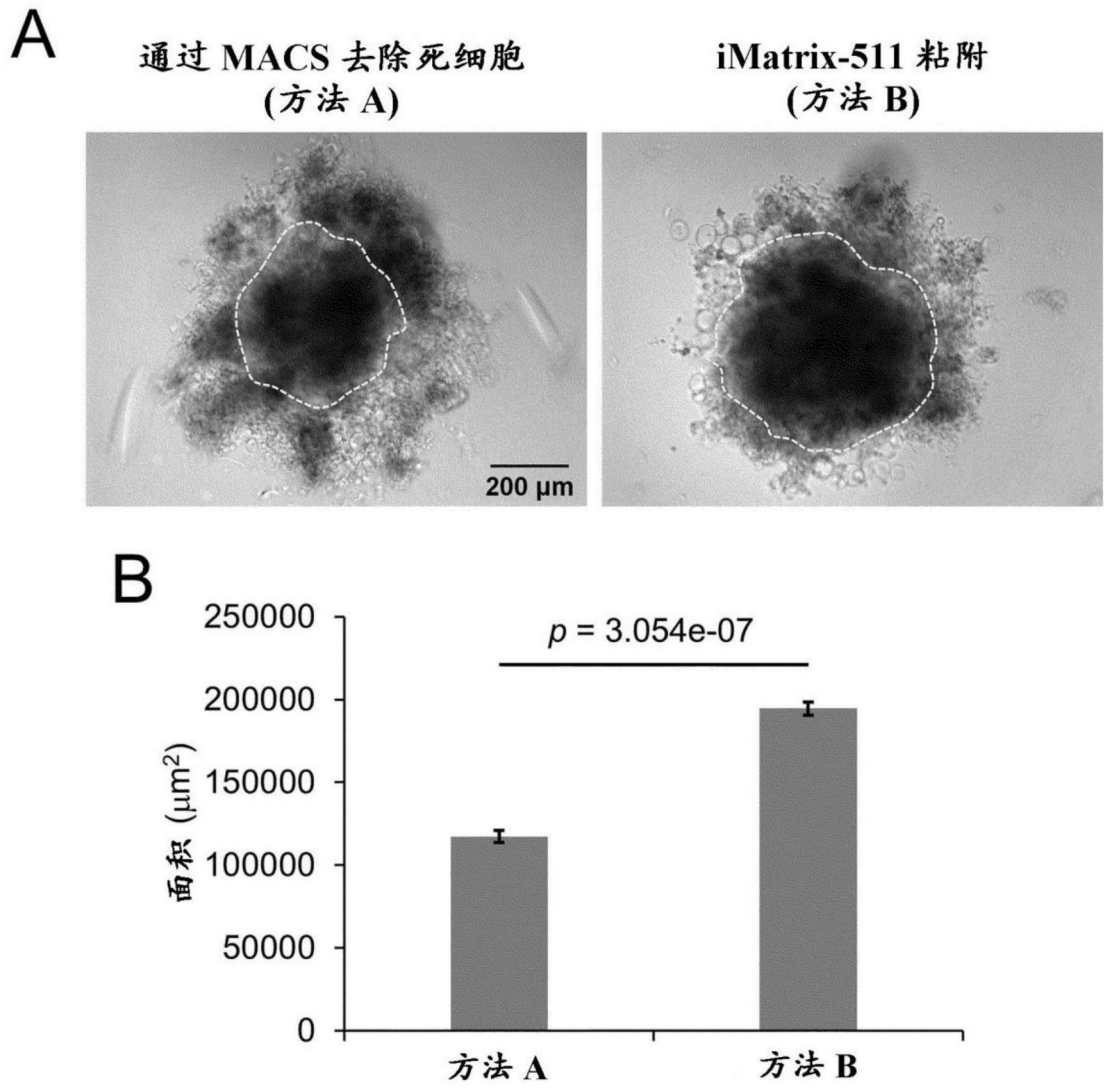 A
通过 MACS 去除死细胞
(方法 A)
iMatrix-511 粘附
(方法 B)
200 μm
B
p = 3.054e-07
面积 (μm²)
250000
200000
150000
100000
50000
0
方法 A
方法 B